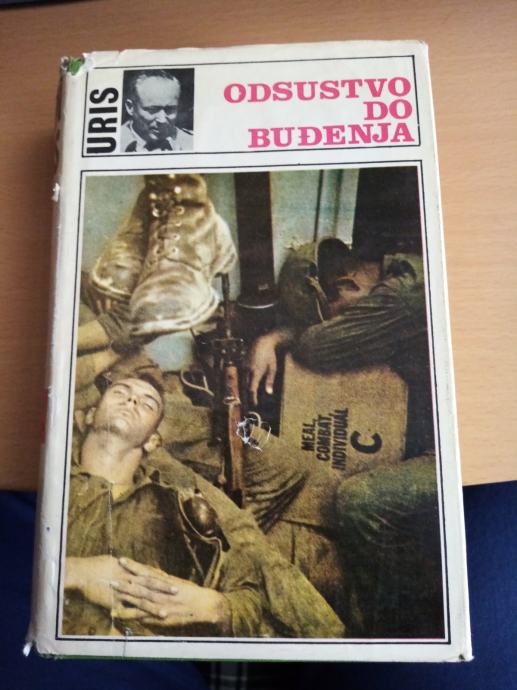 URIS
ODSUSTVO
DO
BUĐENJA
MEAL
COMBAT
INDIVIDUAL
C